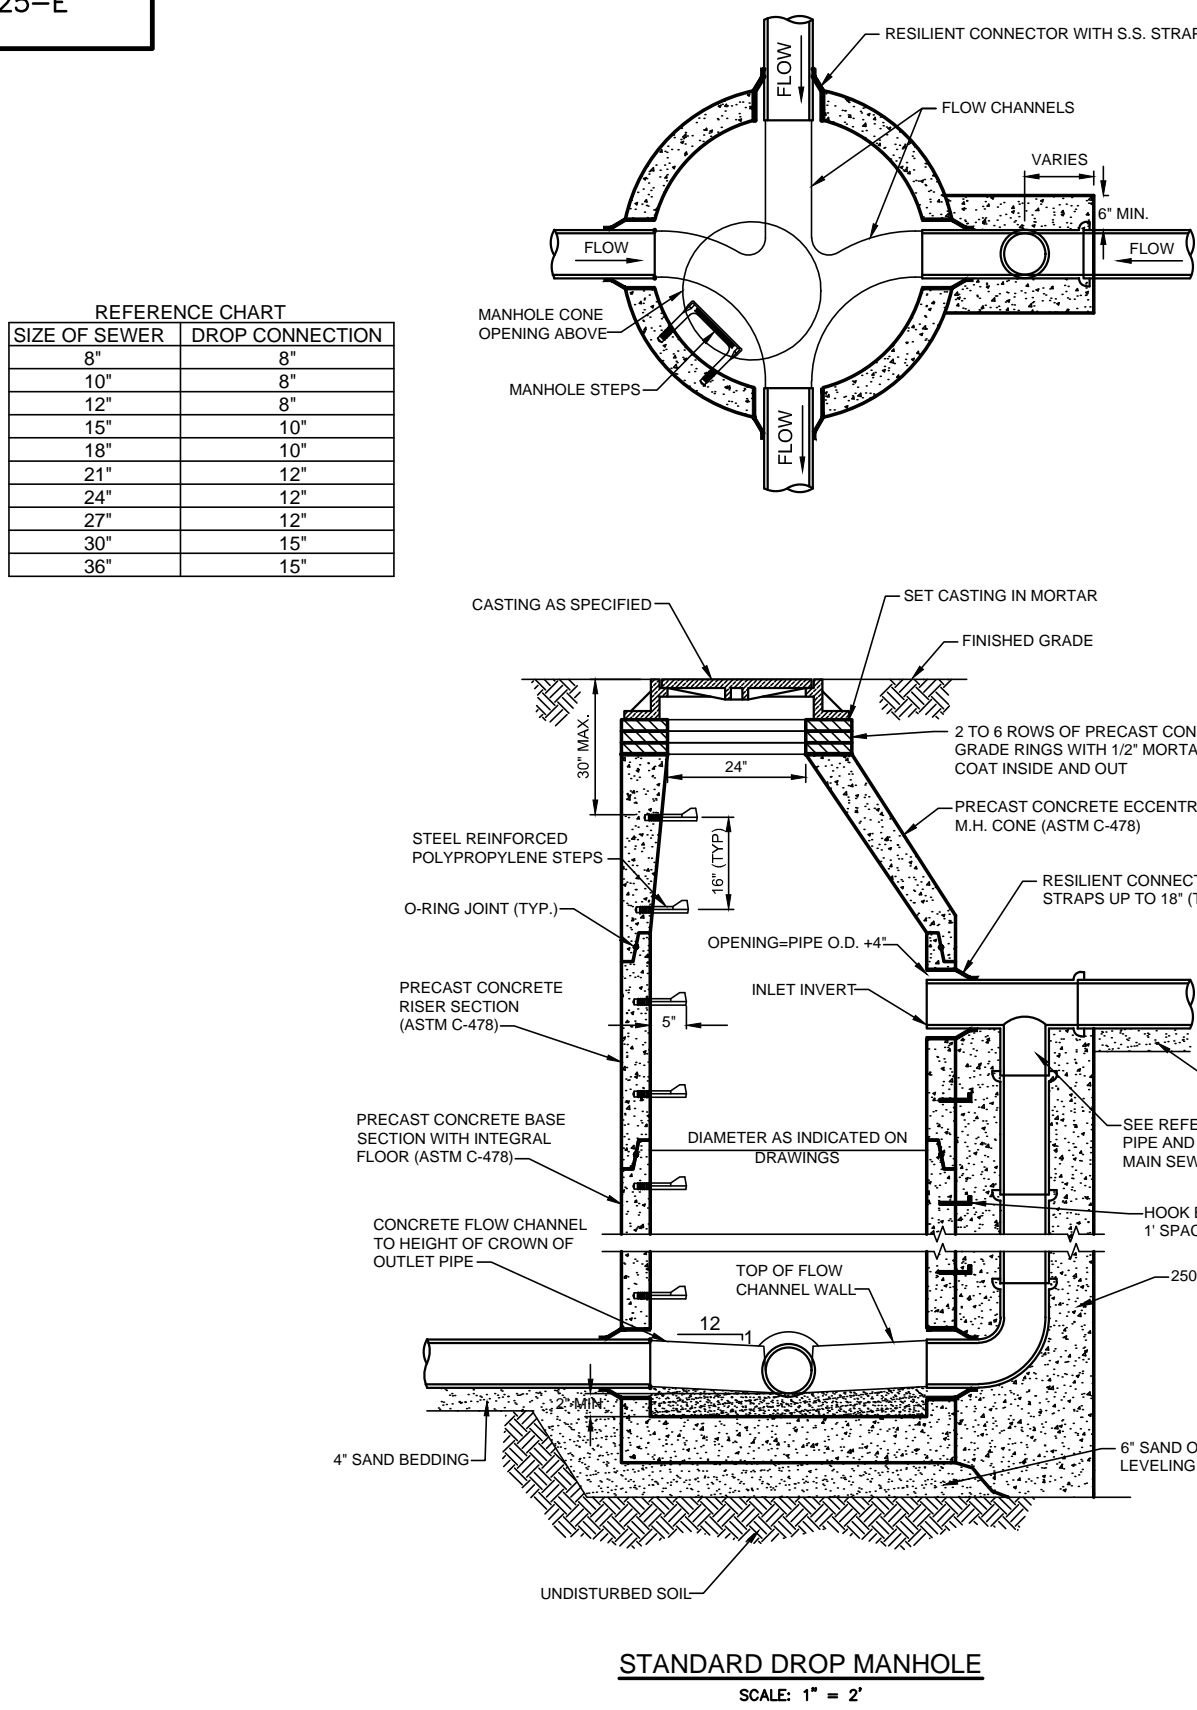 25-E
RESILIENT CONNECTOR WITH S.S. STRAP
FLOW
FLOW CHANNELS
VARIES
6" MIN.
FLOW
FLOW
MANHOLE CONE
OPENING ABOVE
MANHOLE STEPS
FLOW
REFERENCE CHART
SIZE OF SEWER DROP CONNECTION
8" 8"
10" 8"
12" 8"
15" 10"
18" 10"
21" 12"
24" 12"
27" 12"
30" 15"
36" 15"
CASTING AS SPECIFIED
SET CASTING IN MORTAR
FINISHED GRADE
30" MAX.
2 TO 6 ROWS OF PRECAST CON
GRADE RINGS WITH 1/2" MORTA
COAT INSIDE AND OUT
24"
PRECAST CONCRETE ECCENTR
M.H. CONE (ASTM C-478)
STEEL REINFORCED
POLYPROPYLENE STEPS
16" (TYP)
RESILIENT CONNECT
STRAPS UP TO 18" (T
O-RING JOINT (TYP.)
OPENING=PIPE O.D. +4"
PRECAST CONCRETE
RISER SECTION
(ASTM C-478)
INLET INVERT
5"
PRECAST CONCRETE BASE
SECTION WITH INTEGRAL
FLOOR (ASTM C-478)
DIAMETER AS INDICATED ON
DRAWINGS
SEE REFE
PIPE AND
MAIN SEW
HOOK
1' SPAC
CONCRETE FLOW CHANNEL
TO HEIGHT OF CROWN OF
OUTLET PIPE
TOP OF FLOW
CHANNEL WALL
250
12
1
2" MIN
4" SAND BEDDING
6" SAND O
LEVELING
UNDISTURBED SOIL
STANDARD DROP MANHOLE
SCALE: 1" = 2'